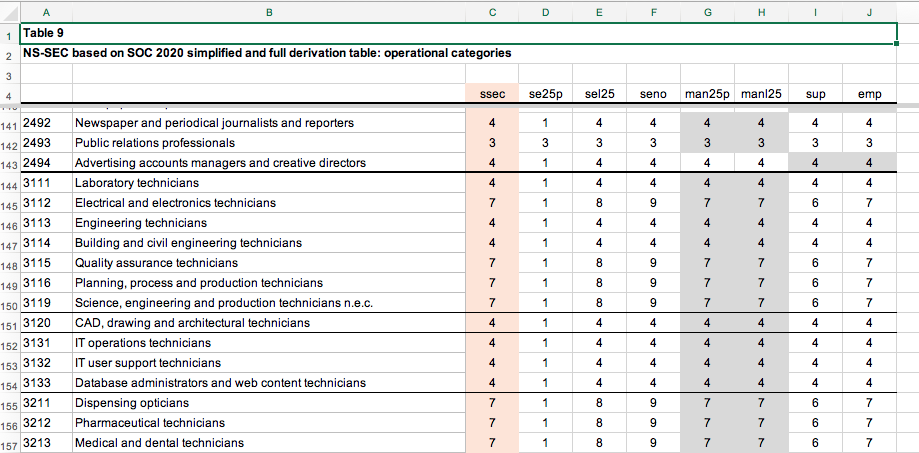 A B C D E F G H I J
1 Table 9
2 NS-SEC based on SOC 2020 simplified and full derivation table: operational categories
3
4 ssec se25p sel25 seno man25p manl25 sup emp
141 2492 Newspaper and periodical journalists and reporters 4 1 4 4 4 4 4 4
142 2493 Public relations professionals 3 3 3 3 3 3 3 3
143 2494 Advertising accounts managers and creative directors 4 1 4 4 4 4 4 4
144 3111 Laboratory technicians 4 1 4 4 4 4 4 4
145 3112 Electrical and electronics technicians 7 1 8 9 7 7 6 7
146 3113 Engineering technicians 4 1 4 4 4 4 4 4
147 3114 Building and civil engineering technicians 4 1 4 4 4 4 4 4
148 3115 Quality assurance technicians 7 1 8 9 7 7 6 7
149 3116 Planning, process and production technicians 7 1 8 9 7 7 6 7
150 3119 Science, engineering and production technicians n.e.c. 7 1 8 9 7 7 6 7
151 3120 CAD, drawing and architectural technicians 4 1 4 4 4 4 4 4
152 3131 IT operations technicians 4 1 4 4 4 4 4 4
153 3132 IT user support technicians 4 1 4 4 4 4 4 4
154 3133 Database administrators and web content technicians 4 1 4 4 4 4 4 4
155 3211 Dispensing opticians 7 1 8 9 7 7 6 7
156 3212 Pharmaceutical technicians 7 1 8 9 7 7 6 7
157 3213 Medical and dental technicians 7 1 8 9 7 7 6 7